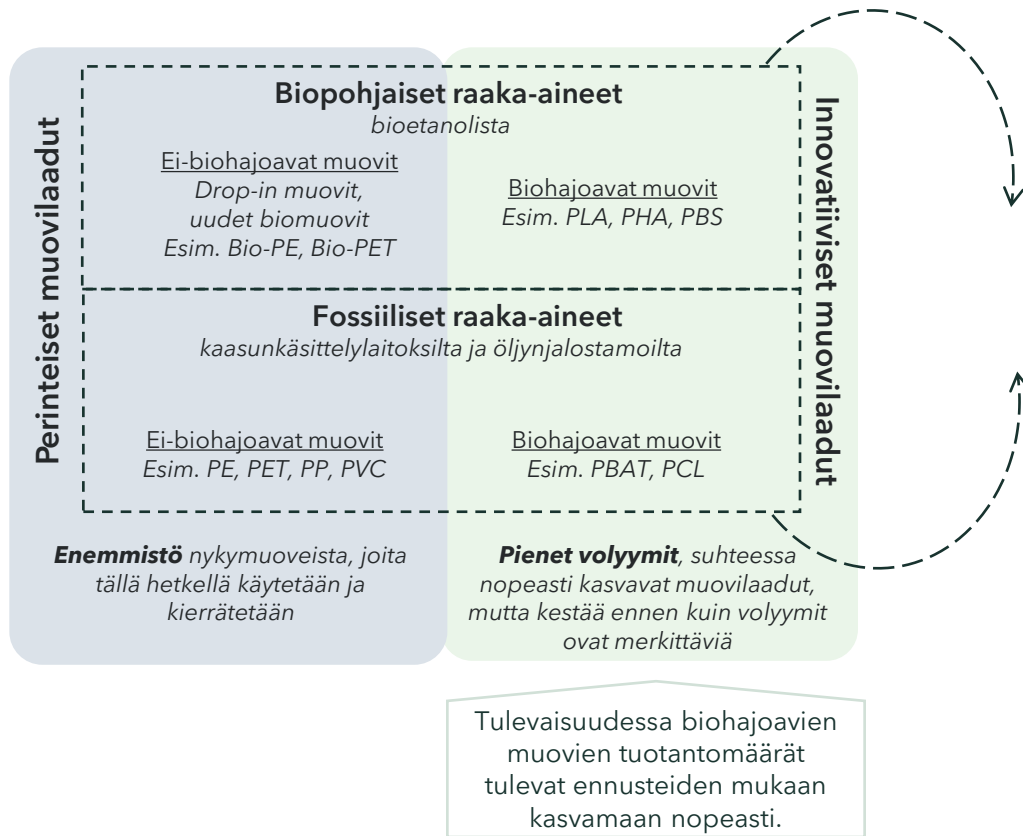 Perinteiset muovilaadut
Biopohjaiset raaka-aineet
bioetanolista
Ei-biohajoavat muovit
Drop-in muovit,
uudet biomuovit
Esim. Bio-PE, Bio-PET
Biohajoavat muovit
Esim. PLA, PHA, PBS
Fossiiliset raaka-aineet
kaasunkäsittelylaitoksilta ja öljynjalostamoilta
Ei-biohajoavat muovit
Esim. PE, PET, PP, PVC
Biohajoavat muovit
Esim. PBAT, PCL
Innovatiiviset muovilaadut
Enemmistö nykymuoveista, joita
tällä hetkellä käytetään ja
kierrätetään
Pienet volyymit, suhteessa
nopeasti kasvavat muovilaadut,
mutta kestää ennen kuin volyymit
ovat merkittäviä
Tulevaisuudessa biohajoavien
muovien tuotantomäärät
tulevat ennusteiden mukaan
kasvamaan nopeasti.